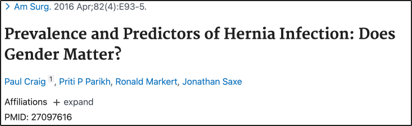 > Am Surg. 2016 Apr;82(4):E93-5.
Prevalence and Predictors of Hernia Infection: Does
Gender Matter?
Paul Craig 1, Priti P Parikh, Ronald Markert, Jonathan Saxe
Affiliations + expand
PMID: 27097616